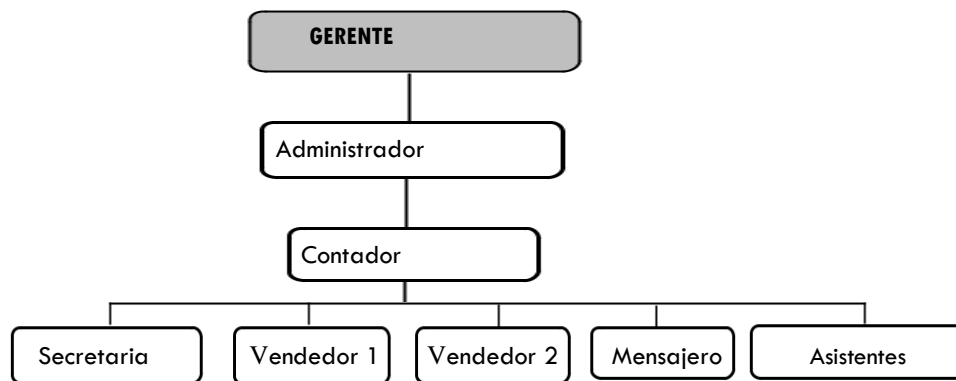 GERENTE
Administrador
Contador
Secretaria
Vendedor 1
Vendedor 2
Mensajero
Asistentes